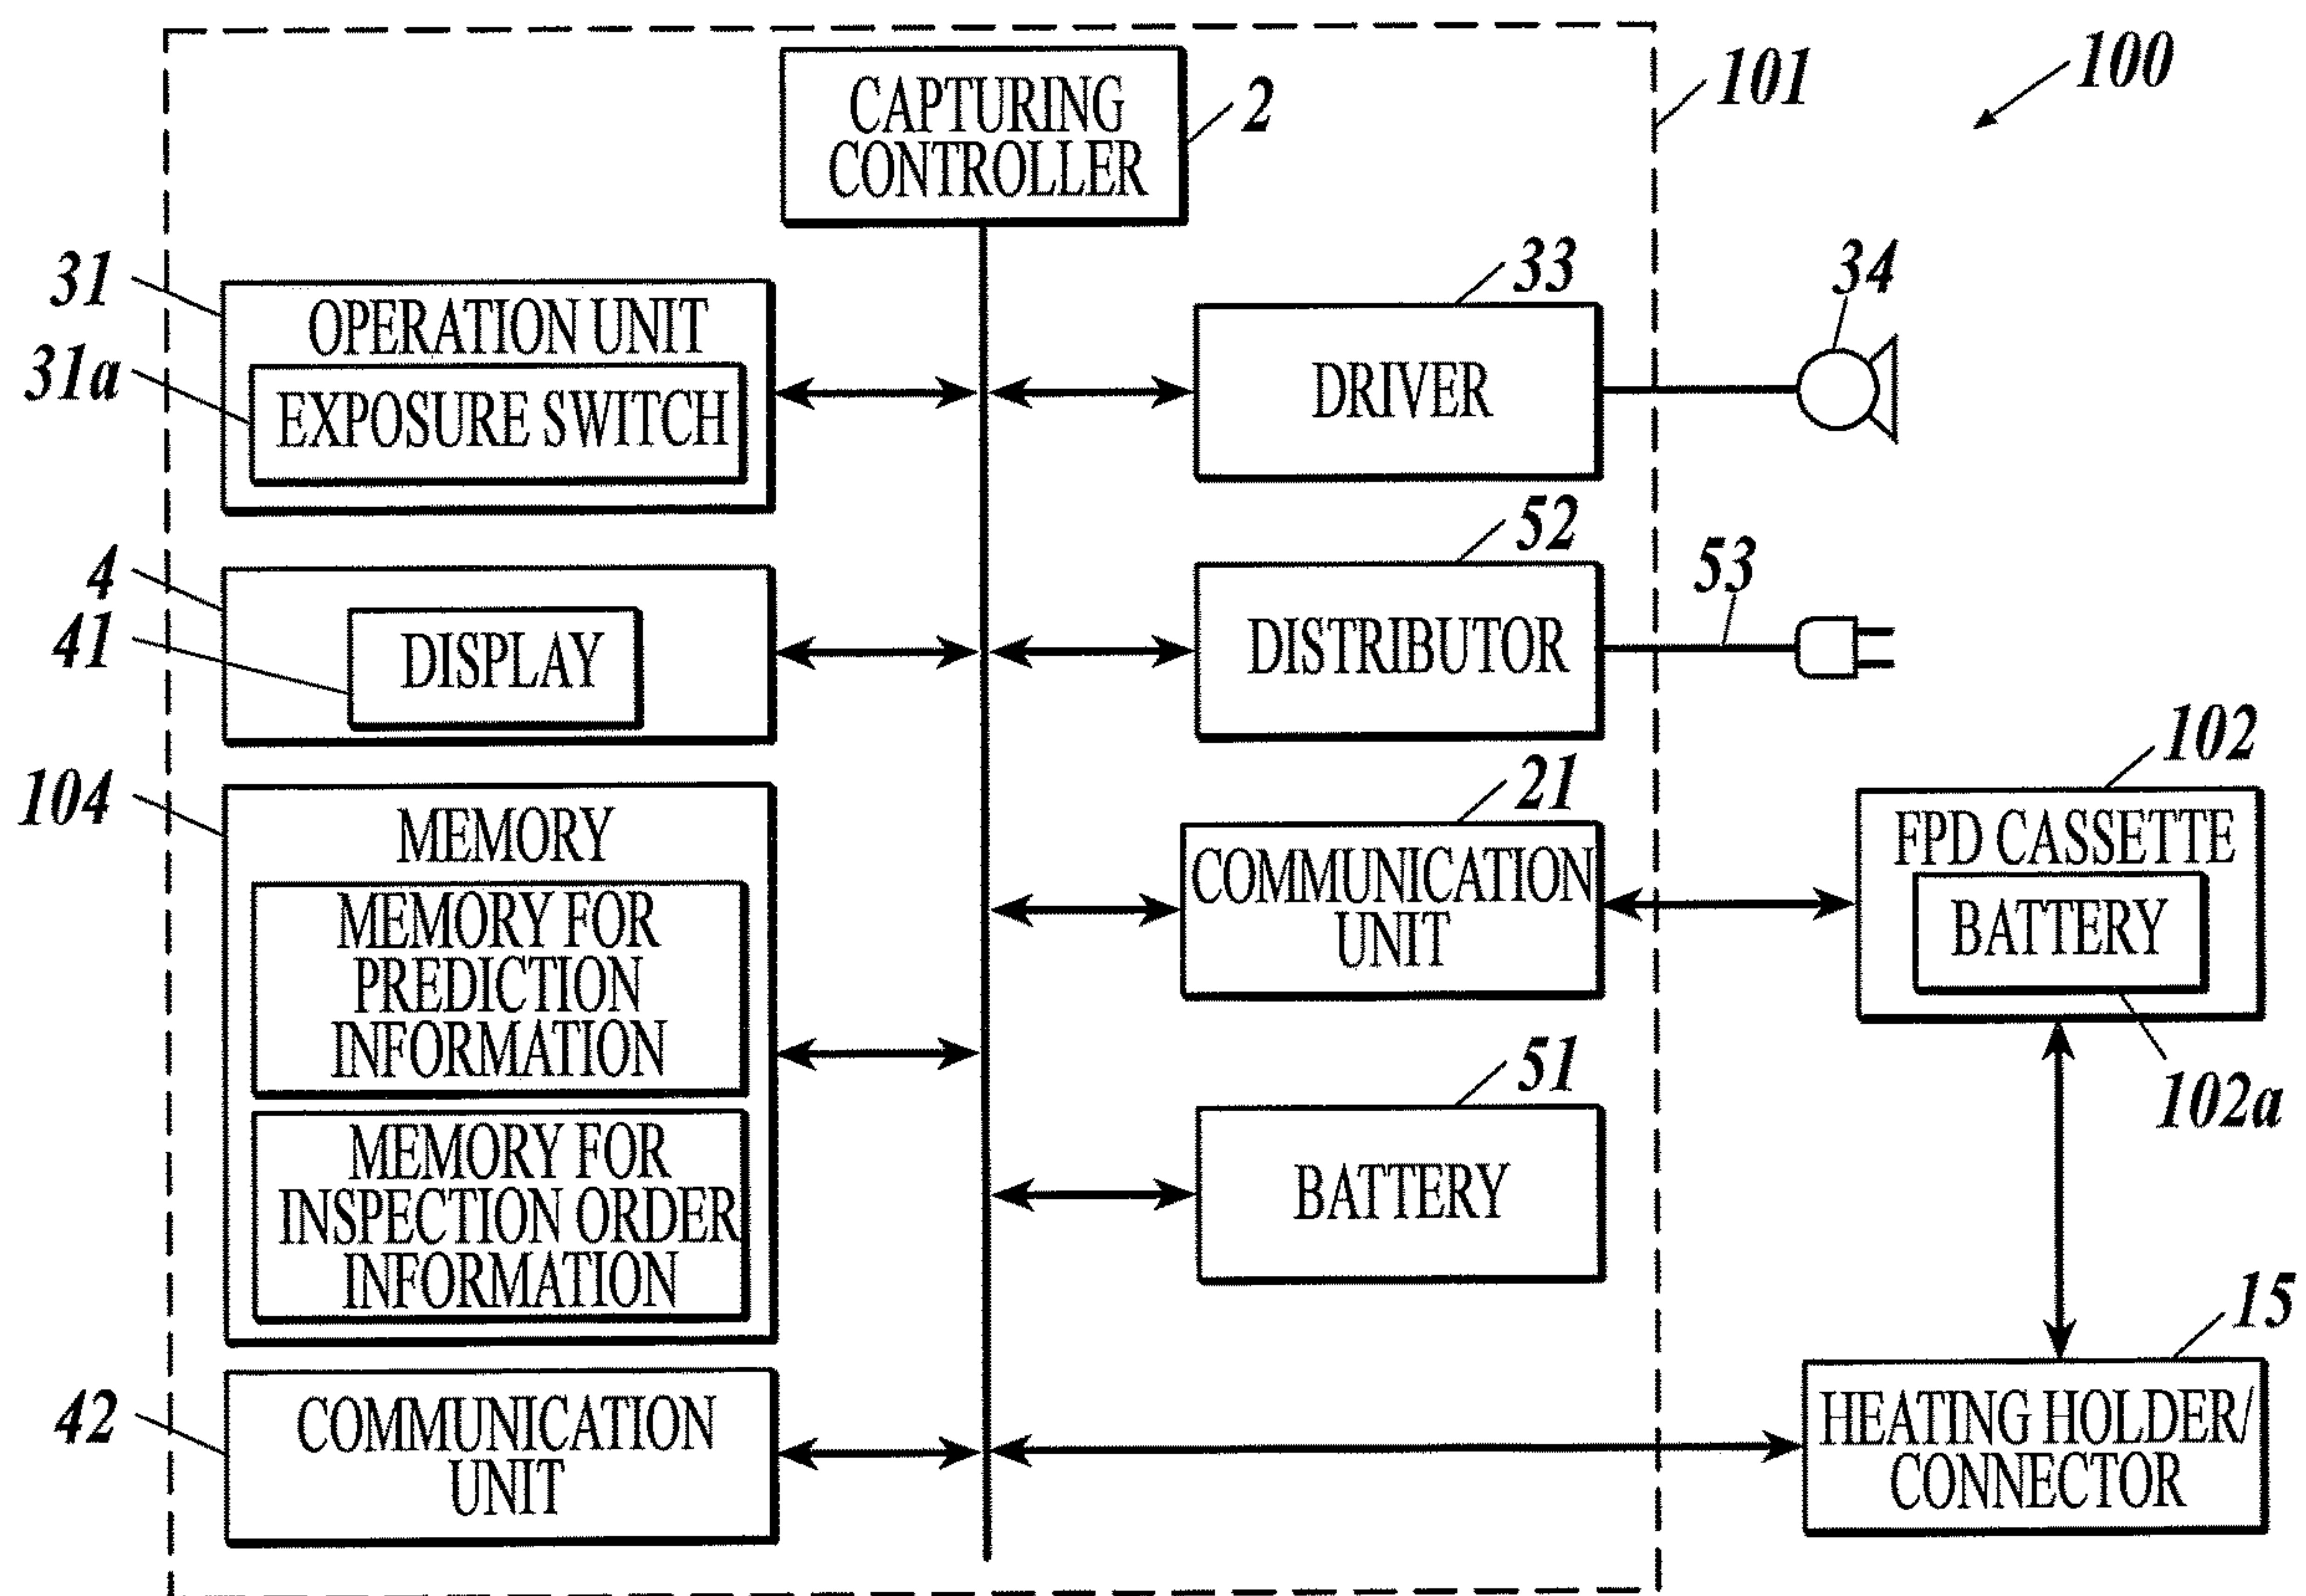 100
101
CAPTURING
CONTROLLER
2
31
OPERATION UNIT
31a
EXPOSURE SWITCH
33
DRIVER
34
4
41
DISPLAY
52
DISTRIBUTOR
53
104
MEMORY
MEMORY FOR
PREDICTION
INFORMATION
MEMORY FOR
INSPECTION ORDER
INFORMATION
21
COMMUNICATION
UNIT
102
FPD CASSETTE
BATTERY
102a
51
BATTERY
42
COMMUNICATION
UNIT
15
HEATING HOLDER/
CONNECTOR